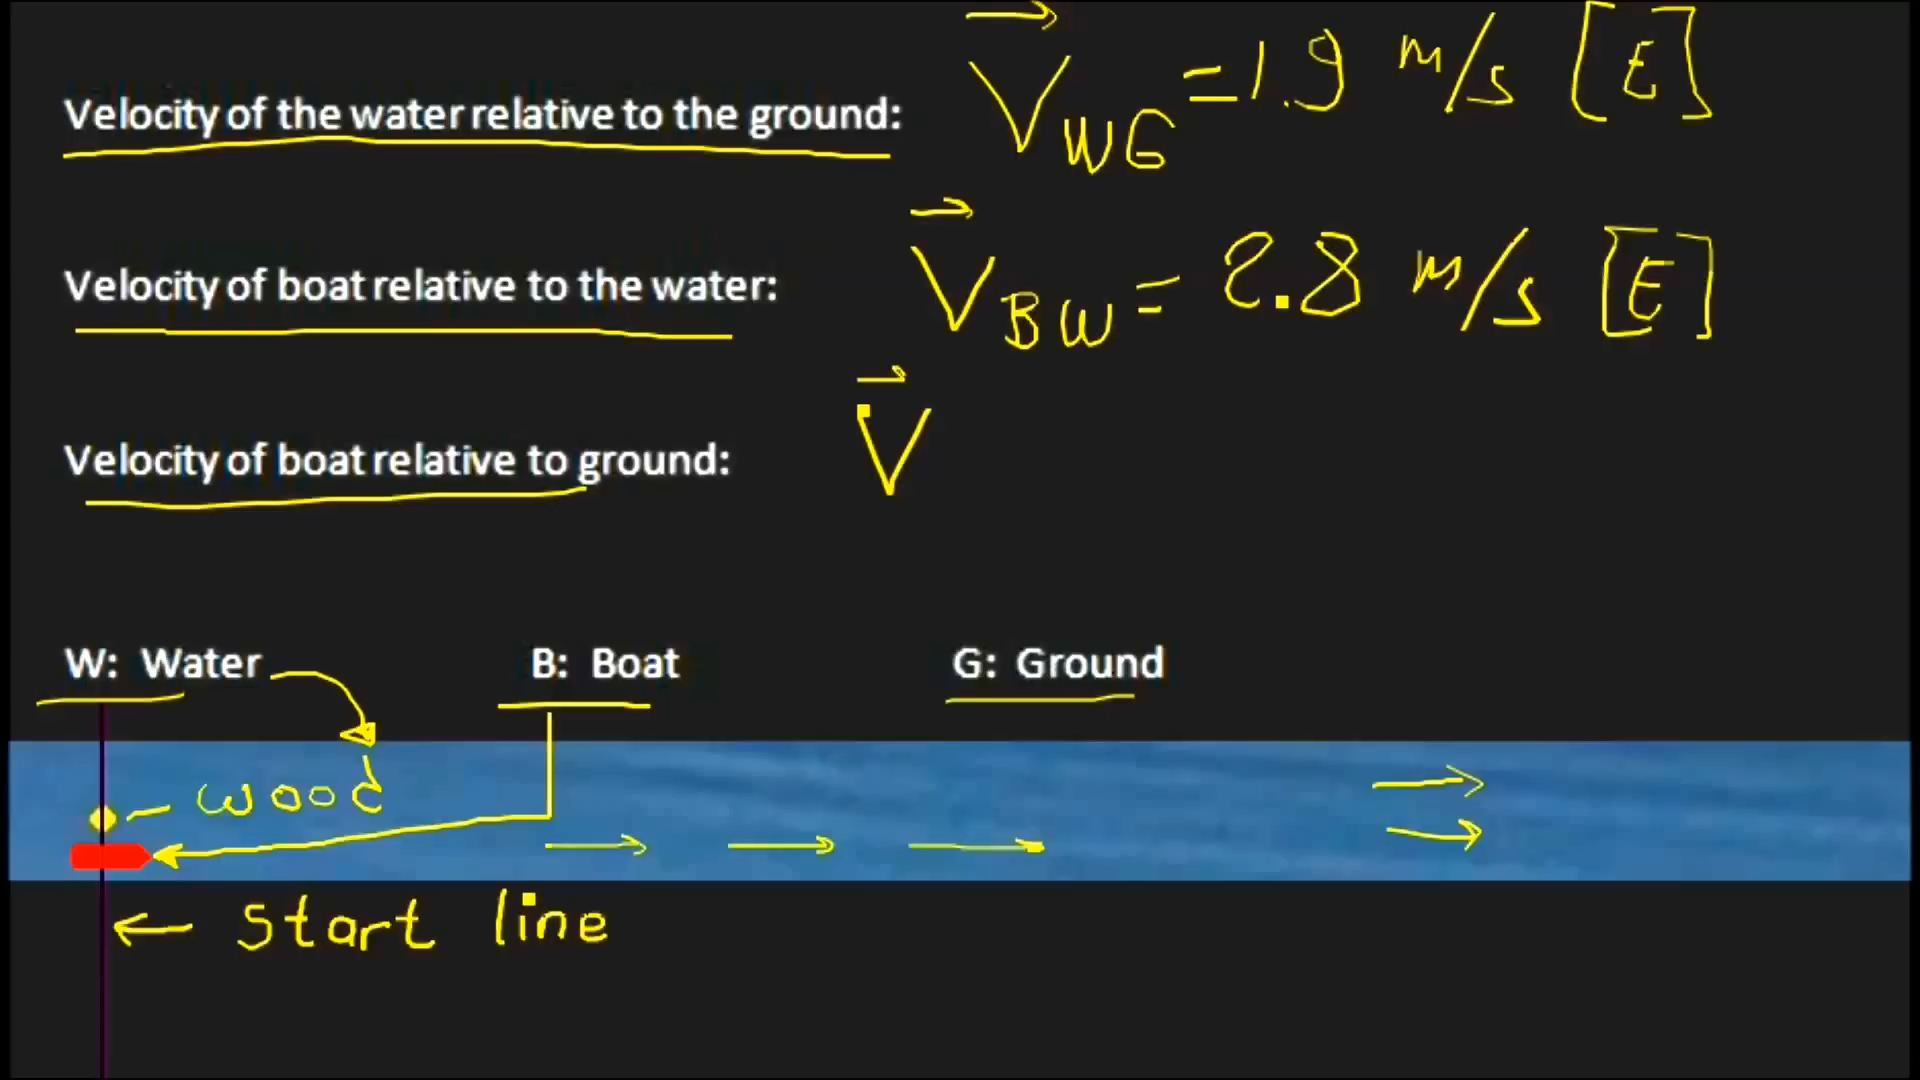 Velocity of the water relative to the ground: V WG = 1.9 m/s [E]
Velocity of boat relative to the water: V BW = 2.8 m/s [E]
Velocity of boat relative to ground: V
W: Water B: Boat G: Ground
wood
start line